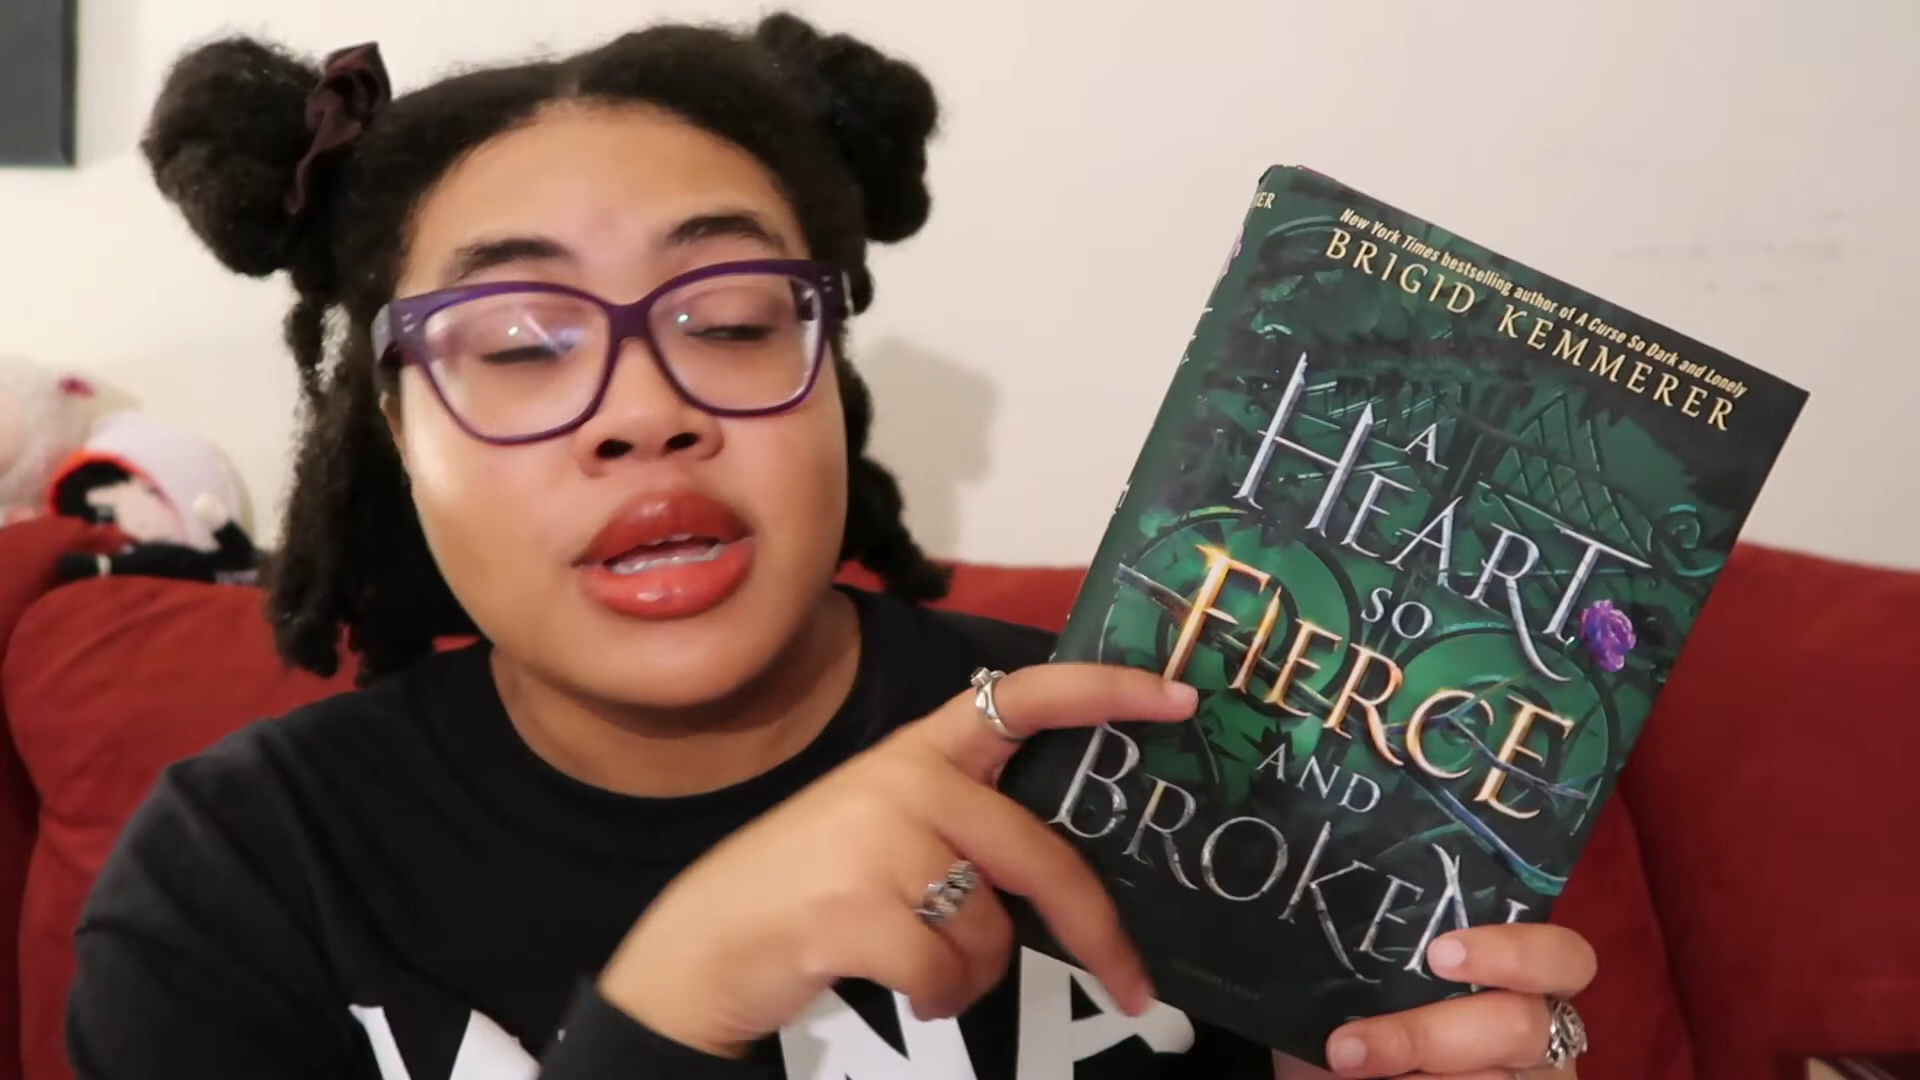 New York Times bestselling author of A Curse So Dark and Lonely
BRIGID KEMMERER
A
HEART
SO
FIERCE
AND
BROKEN